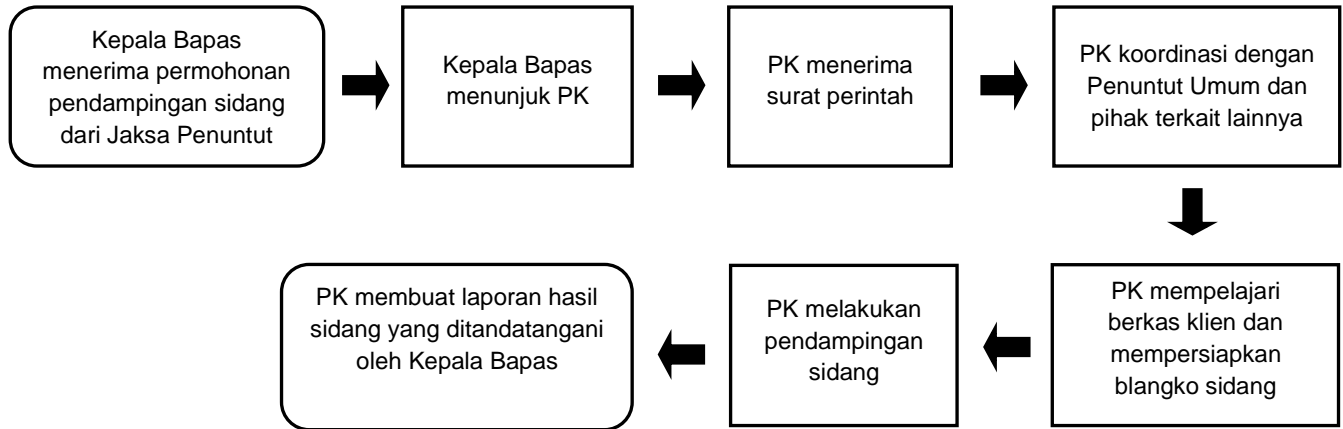 Kepala Bapas
menerima permohonan
pendampingan sidang
dari Jaksa Penuntut
Kepala Bapas
menunjuk PK
PK menerima
surat perintah
PK koordinasi dengan
Penuntut Umum dan
pihak terkait lainnya
PK mempelajari
berkas klien dan
mempersiapkan
blangko sidang
PK melakukan
pendampingan
sidang
PK membuat laporan hasil
sidang yang ditandatangani
oleh Kepala Bapas